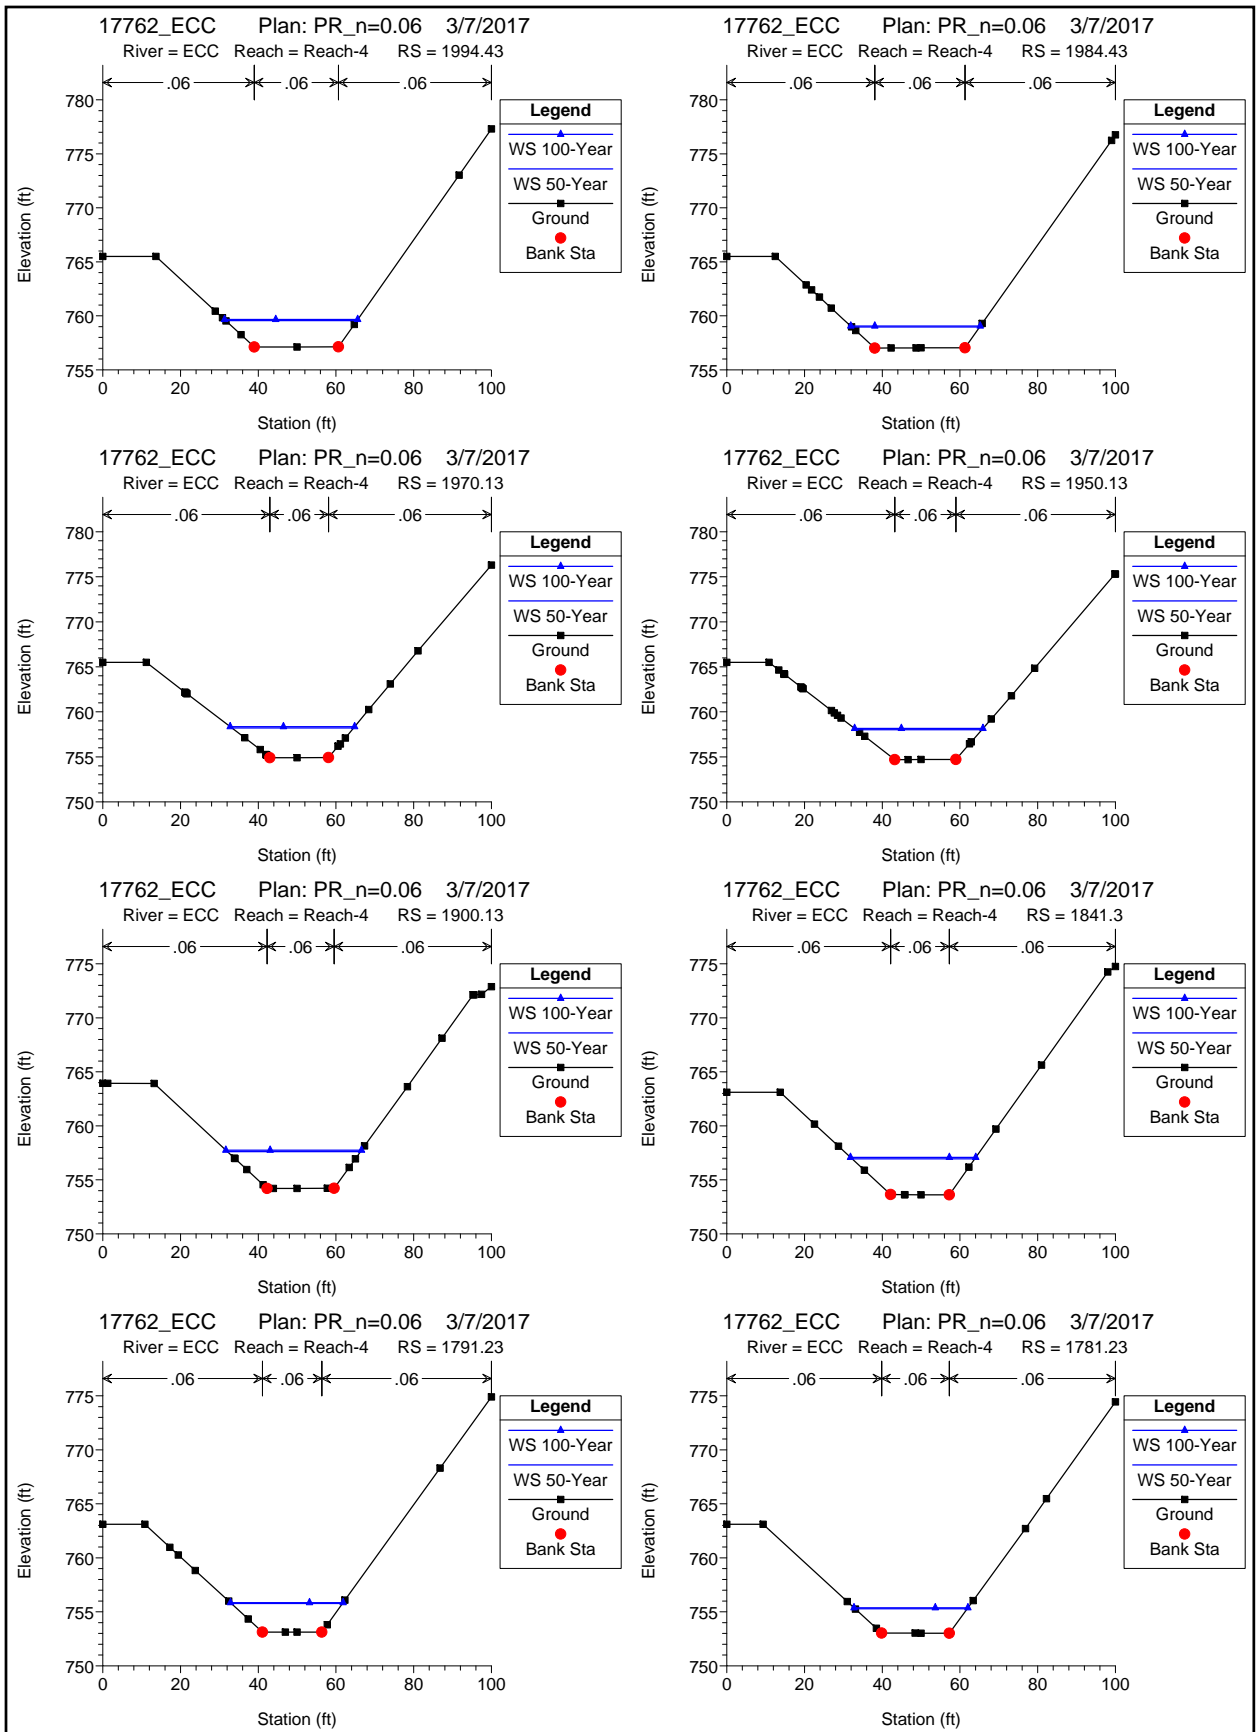 17762_ECC Plan: PR_n=0.06 3/7/2017
River = ECC Reach = Reach-4 RS = 1994.43
.06 .06 .06
Elevation (ft)
780
775
770
765
760
755
0 20 40 60 80 100
Station (ft)
Legend
WS 100-Year
WS 50-Year
Ground
Bank Sta
17762_ECC Plan: PR_n=0.06 3/7/2017
River = ECC Reach = Reach-4 RS = 1984.43
.06 .06 .06
Elevation (ft)
780
775
770
765
760
755
0 20 40 60 80 100
Station (ft)
Legend
WS 100-Year
WS 50-Year
Ground
Bank Sta
17762_ECC Plan: PR_n=0.06 3/7/2017
River = ECC Reach = Reach-4 RS = 1970.13
.06 .06 .06
Elevation (ft)
780
775
770
765
760
755
750
0 20 40 60 80 100
Station (ft)
Legend
WS 100-Year
WS 50-Year
Ground
Bank Sta
17762_ECC Plan: PR_n=0.06 3/7/2017
River = ECC Reach = Reach-4 RS = 1950.13
.06 .06 .06
Elevation (ft)
780
775
770
765
760
755
750
0 20 40 60 80 100
Station (ft)
Legend
WS 100-Year
WS 50-Year
Ground
Bank Sta
17762_ECC Plan: PR_n=0.06 3/7/2017
River = ECC Reach = Reach-4 RS = 1900.13
.06 .06 .06
Elevation (ft)
775
770
765
760
755
750
0 20 40 60 80 100
Station (ft)
Legend
WS 100-Year
WS 50-Year
Ground
Bank Sta
17762_ECC Plan: PR_n=0.06 3/7/2017
River = ECC Reach = Reach-4 RS = 1841.3
.06 .06 .06
Elevation (ft)
775
770
765
760
755
750
0 20 40 60 80 100
Station (ft)
Legend
WS 100-Year
WS 50-Year
Ground
Bank Sta
17762_ECC Plan: PR_n=0.06 3/7/2017
River = ECC Reach = Reach-4 RS = 1791.23
.06 .06 .06
Elevation (ft)
775
770
765
760
755
750
0 20 40 60 80 100
Station (ft)
Legend
WS 100-Year
WS 50-Year
Ground
Bank Sta
17762_ECC Plan: PR_n=0.06 3/7/2017
River = ECC Reach = Reach-4 RS = 1781.23
.06 .06 .06
Elevation (ft)
775
770
765
760
755
750
0 20 40 60 80 100
Station (ft)
Legend
WS 100-Year
WS 50-Year
Ground
Bank Sta